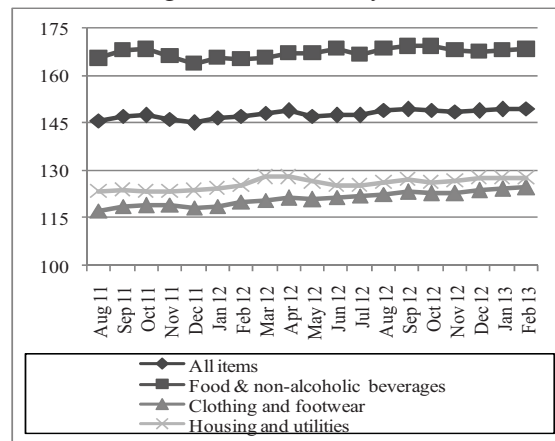 175
160
145
130
115
100
Aug 11
Sep 11
Oct 11
Nov 11
Dec 11
Jan 12
Feb 12
Mar 12
Apr 12
May 12
Jun 12
Jul 12
Aug 12
Sep 12
Oct 12
Nov 12
Dec 12
Jan 13
Feb 13
All items
Food & non-alcoholic beverages
Clothing and footwear
Housing and utilities